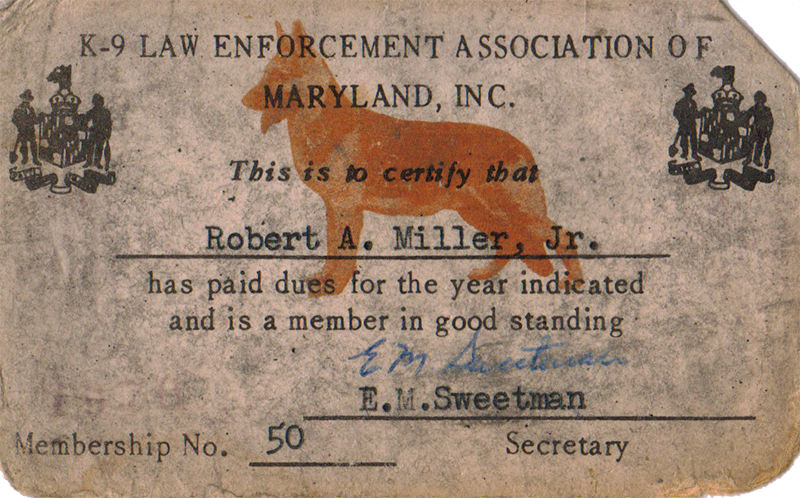 K-9 LAW ENFORCEMENT ASSOCIATION OF
MARYLAND, INC.
This is to certify that
Robert A. Miller, Jr.
has paid dues for the year indicated
and is a member in good standing
E M Sweetman
E.M.Sweetman
Membership No. 50 Secretary